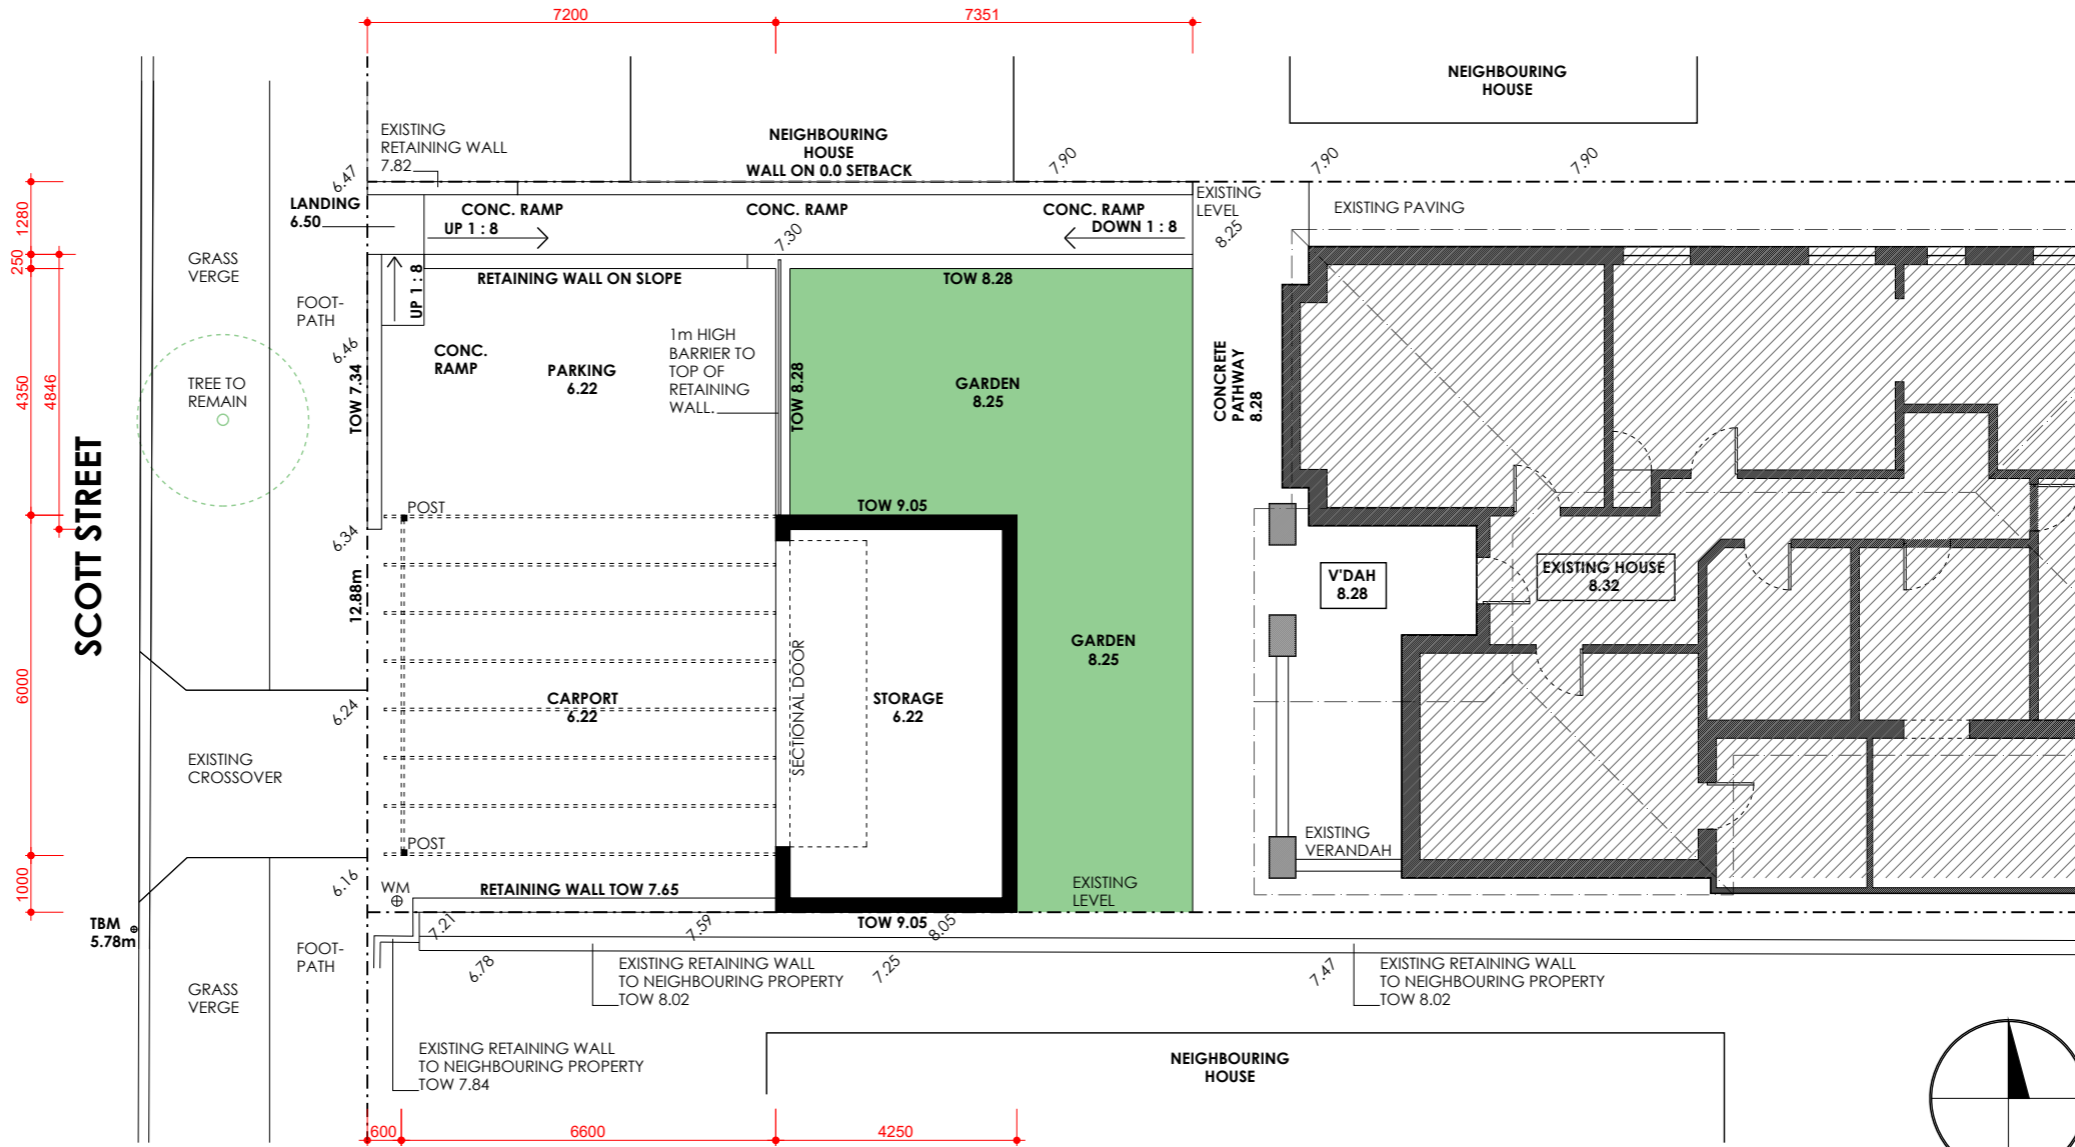 7200
7351
NEIGHBOURING
HOUSE
EXISTING
RETAINING WALL
7.82
NEIGHBOURING
HOUSE
WALL ON 0.0 SETBACK
7.90
7.90
7.90
6.47
LANDING
6.50
CONC. RAMP
UP 1 : 8
CONC. RAMP
CONC. RAMP
DOWN 1 : 8
EXISTING
LEVEL
8.25
EXISTING PAVING
1280
250
4350
4846
6000
1000
GRASS
VERGE
FOOT-
PATH
UP 1 : 8
RETAINING WALL ON SLOPE
7.30
TOW 8.28
6.46
TOW 7.34
CONC.
RAMP
PARKING
6.22
1m HIGH
BARRIER TO
TOP OF
RETAINING
WALL.
TOW 8.28
GARDEN
8.25
CONCRETE
PATHWAY
8.28
TREE TO
REMAIN
SCOTT STREET
POST
TOW 9.05
6.34
12.88m
V'DAH
8.28
EXISTING HOUSE
8.32
GARDEN
8.25
CARPORT
6.22
SECTIONAL DOOR
STORAGE
6.22
6.24
EXISTING
CROSSOVER
POST
EXISTING
VERANDAH
6.16
WM
RETAINING WALL TOW 7.65
EXISTING
LEVEL
TBM
5.78m
7.21
7.59
TOW 9.05
8.05
FOOT-
PATH
6.78
EXISTING RETAINING WALL
TO NEIGHBOURING PROPERTY
TOW 8.02
7.25
7.47
EXISTING RETAINING WALL
TO NEIGHBOURING PROPERTY
TOW 8.02
GRASS
VERGE
EXISTING RETAINING WALL
TO NEIGHBOURING PROPERTY
TOW 7.84
NEIGHBOURING
HOUSE
600
6600
4250